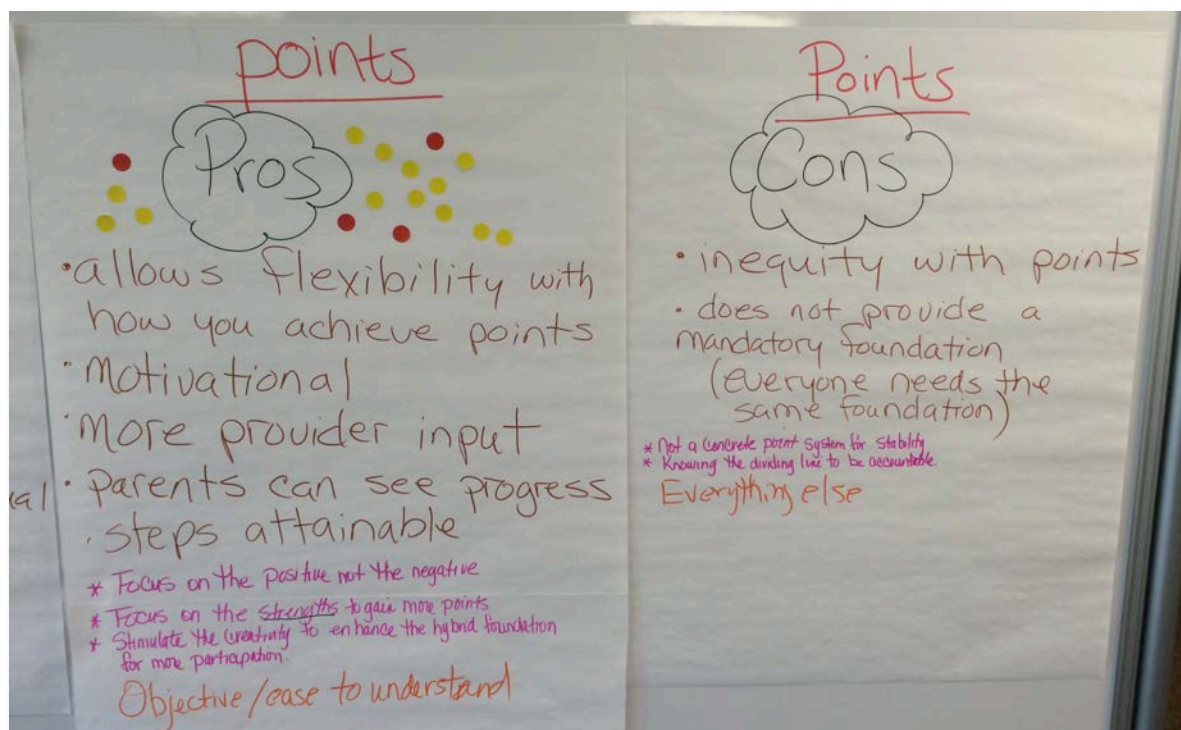 points
Pros
• allows flexibility with
how you achieve points
• Motivational
• More provider input
• parents can see progress
• steps attainable
* Focus on the positive not the negative
* Focus on the strengths to gain more points
* Stimulate the creativity to enhance the hybrid foundation
for more participation.
Objective/ease to understand
Points
Cons
• inequity with points
• does not provide a
mandatory foundation
(everyone needs the
same foundation)
* Not a concrete point system for stability
* Knowing the dividing line to be accountable.
Everything else